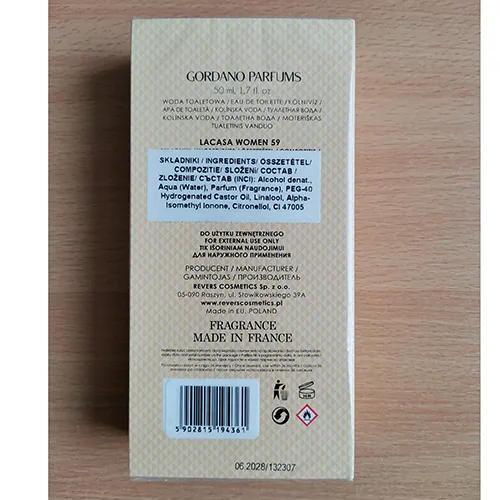 GORDANO PARFUMS
50 ml, 1,7 fl. oz
WODA TOALETOWA / EAU DE TOILETTE / KÖLNIVÍZ /
APA DE TOALETĂ / KOLÍNSKA VODA / ТУАЛЕТНАЯ ВОДА /
KOLÍNSKA VODA / ТОАЛЕТНА ВОДА / MOTERIŠKAS
TUALETINIS VANDUO
LACASA WOMEN 59
SKŁADNIKI / INGREDIENTS/ ÖSSZETÉTEL/
COMPOZITIE/ SLOŽENÍ/ СОСТАВ /
ZLOŽENIE/ СЪСТАВ (INCI): Alcohol denat.,
Aqua (Water), Parfum (Fragrance), PEG-40
Hydrogenated Castor Oil, Linalool, Alpha-
Isomethyl Ionone, Citronellol, CI 47005
DO UŻYTKU ZEWNĘTRZNEGO
FOR EXTERNAL USE ONLY
TIK IŠORINIAM NAUDOJIMUI
ДЛЯ НАРУЖНОГО ПРИМЕНЕНИЯ
PRODUCENT / MANUFACTURER /
GAMINTOJAS / ПРОИЗВОДИТЕЛЬ
REVERS COSMETICS Sp. z o.o.
05-090 Raszyn, ul. Słowikowskiego 39A
www.reverscosmetics.pl
Made in EU, POLAND
FRAGRANCE
MADE IN FRANCE
5 902815 194361
06.2028/132307